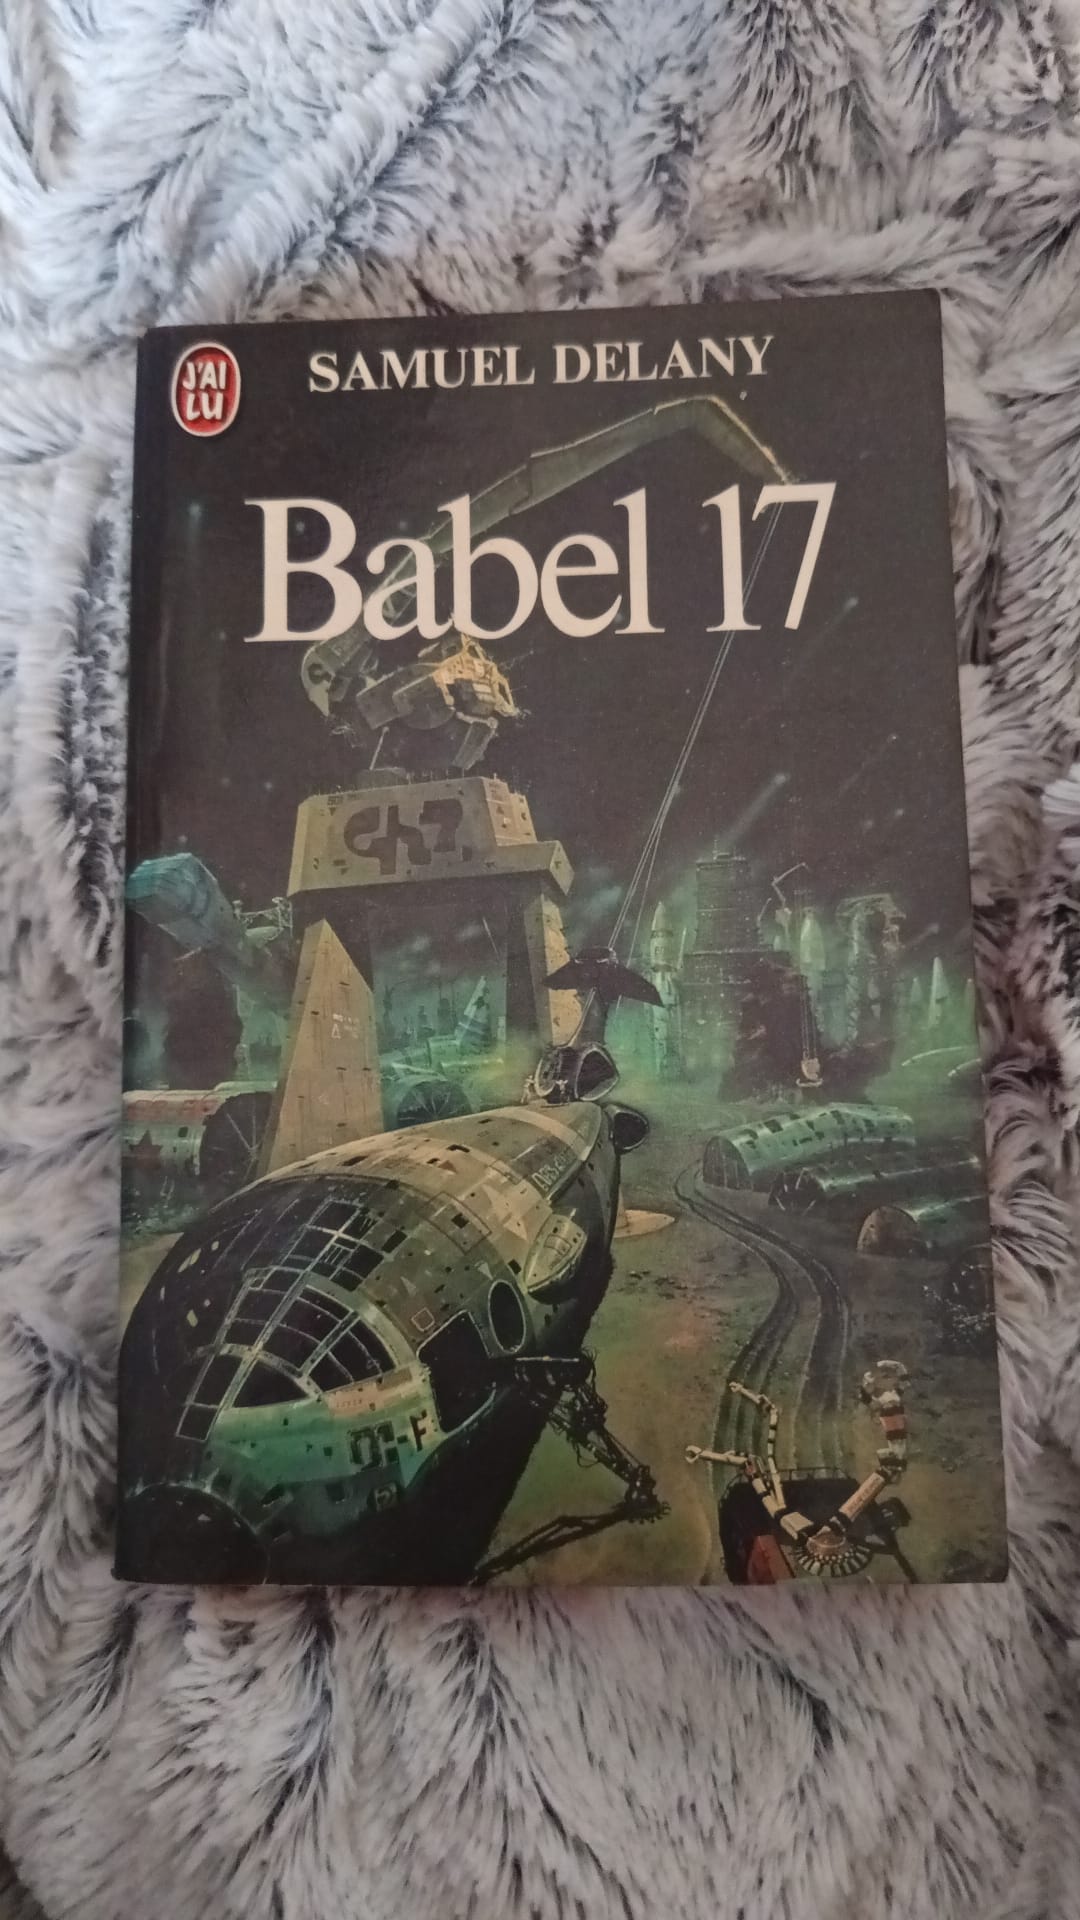 J'AI
LU
SAMUEL DELANY
Babel 17